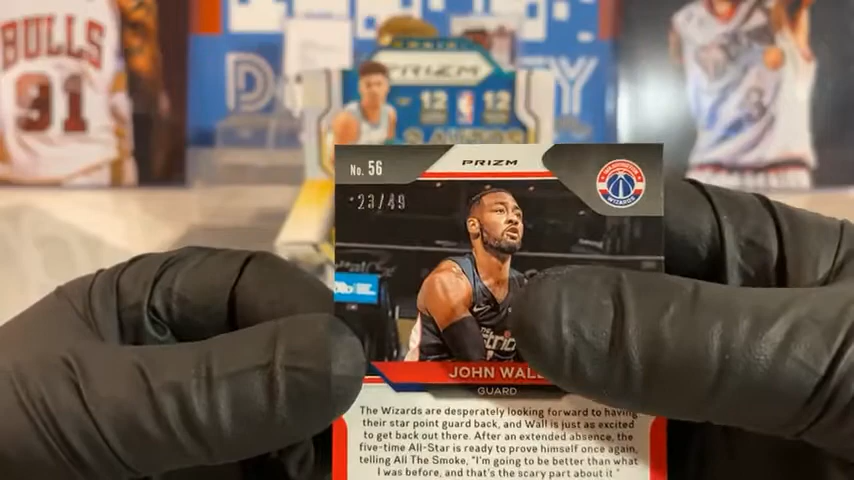 BULLS
91
PRIZM
12
12
No. 56
PRIZM
WASHINGTON
WIZARDS
23/49
JOHN WALL
GUARD
The Wizards are desperately looking forward to having
their star point guard back, and Wall is just as excited
to get back out there. After an extended absence, the
five-time All-Star is ready to prove himself once again,
telling All The Smoke, "I'm going to be better than what
I was before, and that's the scary part about it."